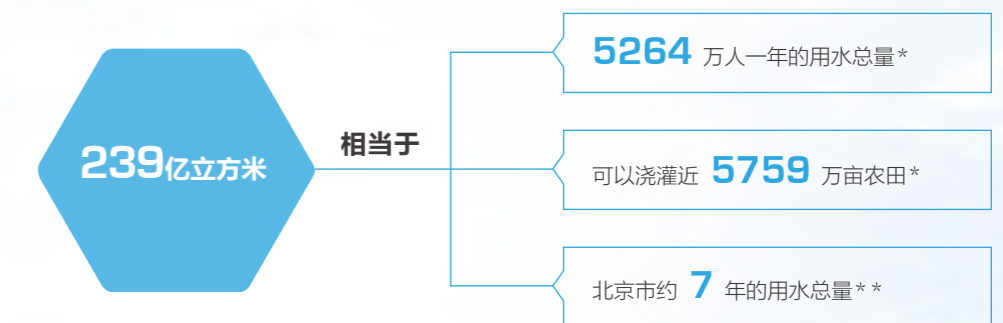 239亿立方米
相当于
5264 万人一年的用水总量*
可以浇灌近 5759 万亩农田*
北京市约 7 年的用水总量**